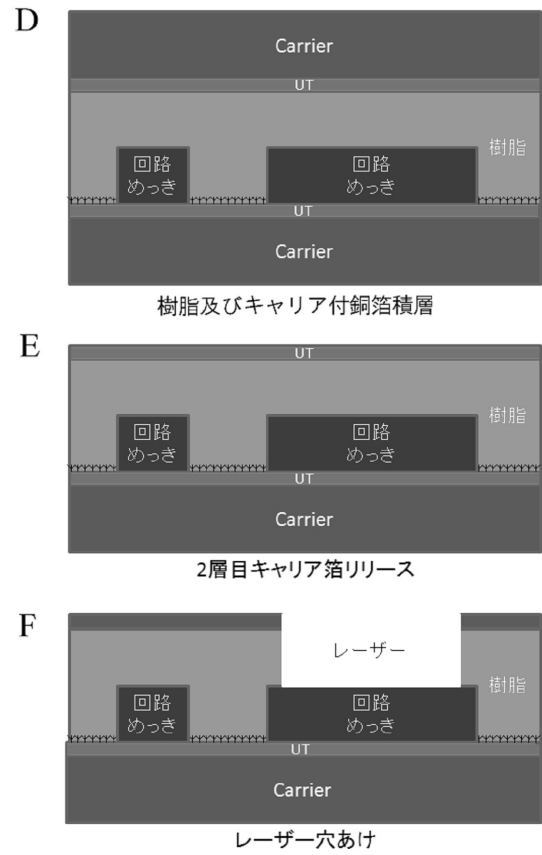 D
Carrier
UT
樹脂
回路
めっき
回路
めっき
UT
Carrier
樹脂及びキャリア付銅箔積層
E
UT
樹脂
回路
めっき
回路
めっき
UT
Carrier
2層目キャリア箔リリース
F
レーザー
樹脂
回路
めっき
回路
めっき
UT
Carrier
レーザー穴あけ